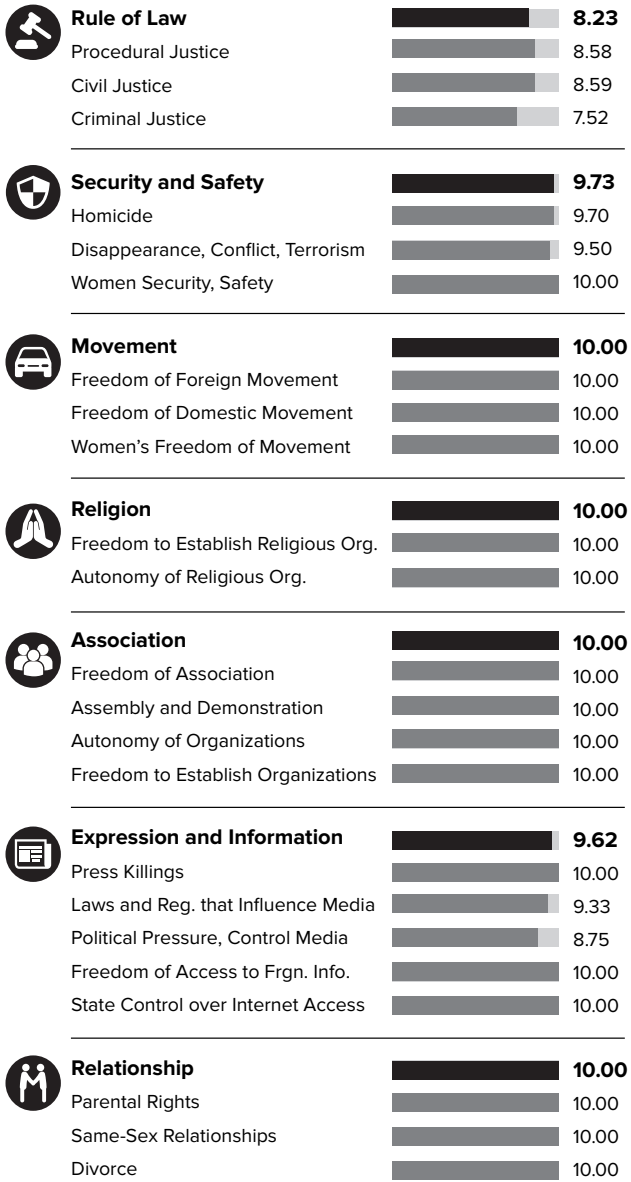 Rule of Law 8.23
Procedural Justice 8.58
Civil Justice 8.59
Criminal Justice 7.52
Security and Safety 9.73
Homicide 9.70
Disappearance, Conflict, Terrorism 9.50
Women Security, Safety 10.00
Movement 10.00
Freedom of Foreign Movement 10.00
Freedom of Domestic Movement 10.00
Women’s Freedom of Movement 10.00
Religion 10.00
Freedom to Establish Religious Org. 10.00
Autonomy of Religious Org. 10.00
Association 10.00
Freedom of Association 10.00
Assembly and Demonstration 10.00
Autonomy of Organizations 10.00
Freedom to Establish Organizations 10.00
Expression and Information 9.62
Press Killings 10.00
Laws and Reg. that Influence Media 9.33
Political Pressure, Control Media 8.75
Freedom of Access to Frgn. Info. 10.00
State Control over Internet Access 10.00
Relationship 10.00
Parental Rights 10.00
Same-Sex Relationships 10.00
Divorce 10.00